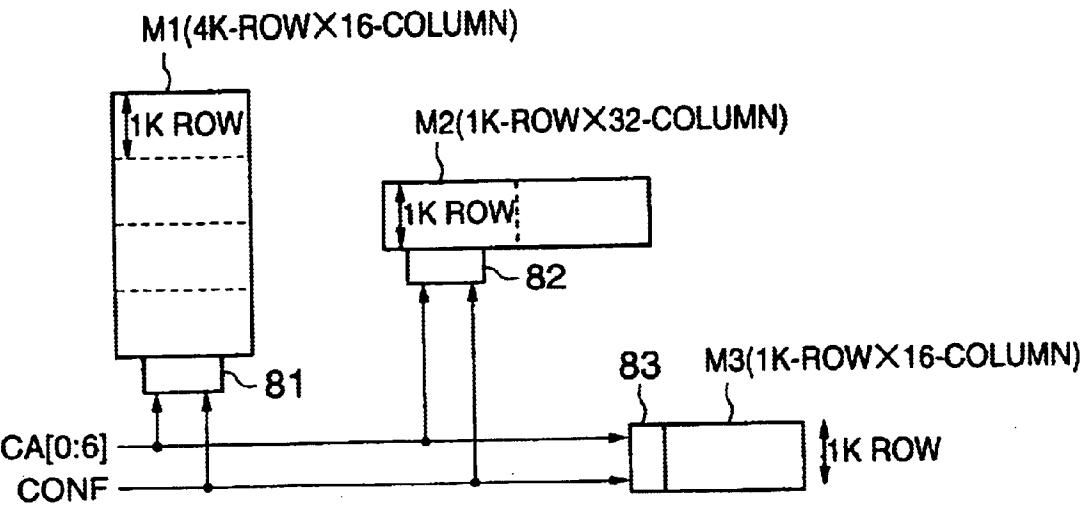 M1(4K-ROW×16-COLUMN)
1K ROW
M2(1K-ROW×32-COLUMN)
1K ROW
82
81
83
M3(1K-ROW×16-COLUMN)
CA[0:6]
1K ROW
CONF